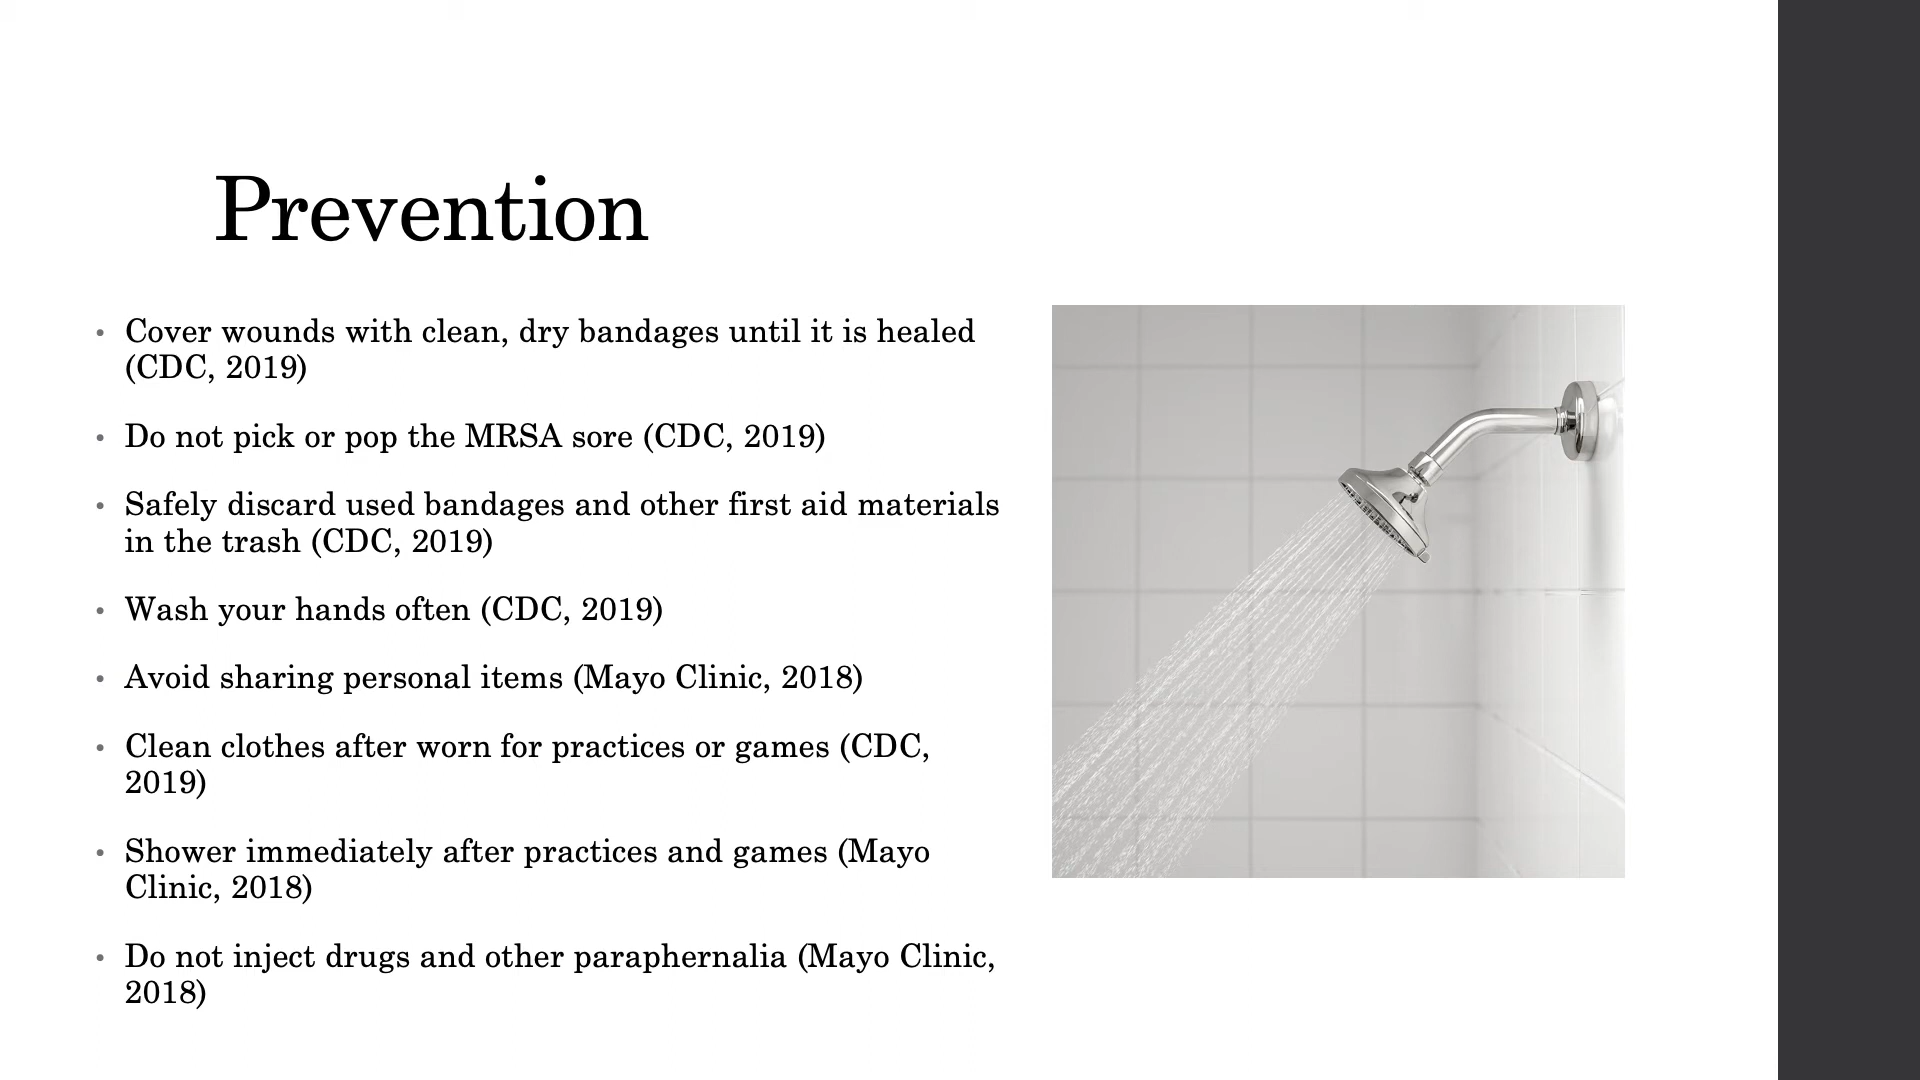 Prevention
• Cover wounds with clean, dry bandages until it is healed
(CDC, 2019)
• Do not pick or pop the MRSA sore (CDC, 2019)
• Safely discard used bandages and other first aid materials
in the trash (CDC, 2019)
• Wash your hands often (CDC, 2019)
• Avoid sharing personal items (Mayo Clinic, 2018)
• Clean clothes after worn for practices or games (CDC,
2019)
• Shower immediately after practices and games (Mayo
Clinic, 2018)
• Do not inject drugs and other paraphernalia (Mayo Clinic,
2018)